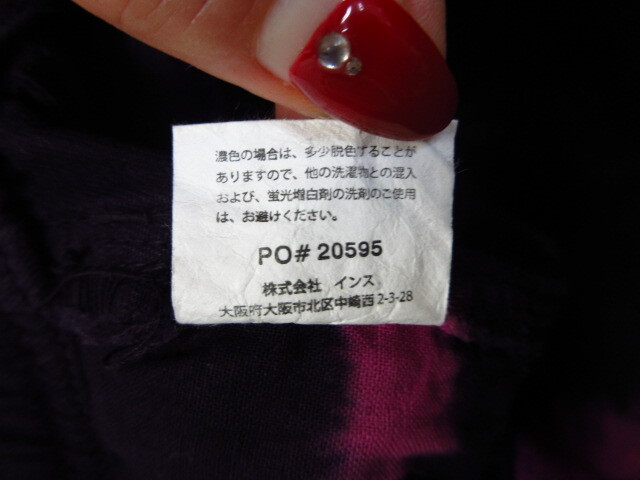 濃色の場合は、多少脱色することが
ありますので、他の洗濯物との混入
および、蛍光増白剤の洗剤のご使用
は、お避けください。
PO# 20595
株式会社 インス
大阪府大阪市北区中崎西2-3-28